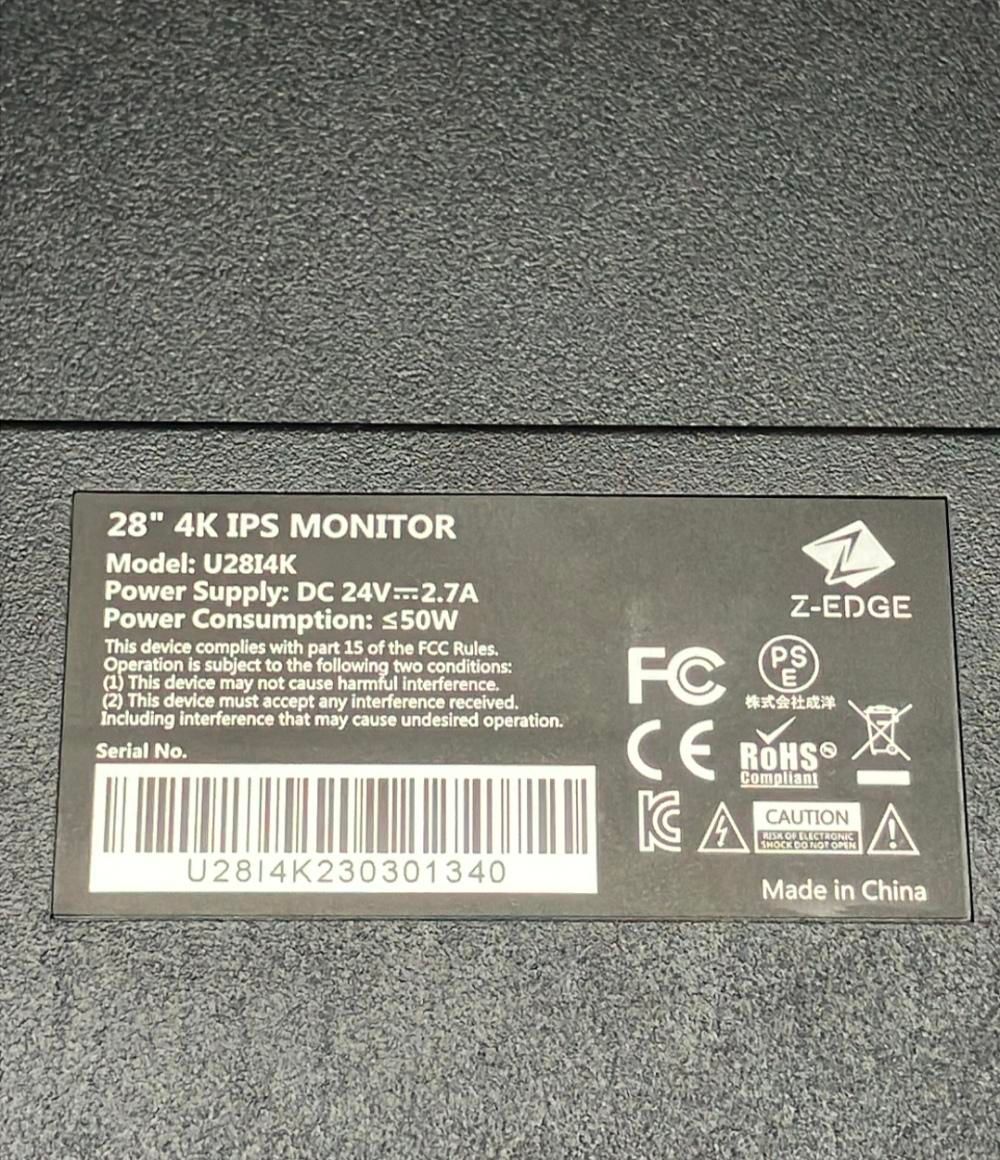 28" 4K IPS MONITOR
Model: U28I4K
Power Supply: DC 24V⎓2.7A
Power Consumption: ≤50W
This device complies with part 15 of the FCC Rules.
Operation is subject to the following two conditions:
(1) This device may not cause harmful interference.
(2) This device must accept any interference received.
Including interference that may cause undesired operation.
Serial No.
U28I4K230301340
Z-EDGE
FC
PS
E
株式会社成洋
CE
RoHS
Compliant
KC
CAUTION
RISK OF ELECTRONIC
SHOCK DO NOT OPEN
Made in China